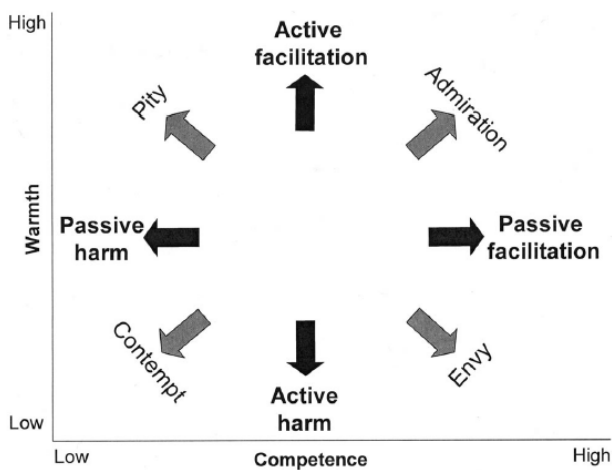 High
Active
facilitation
Pity
Admiration
Warmth
Passive
harm
Passive
facilitation
Contempt
Envy
Active
harm
Low
Low
Competence
High